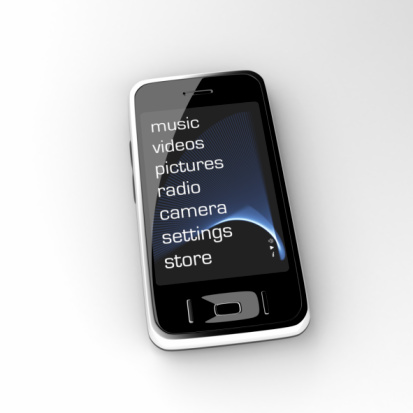 music
videos
pictures
radio
camera
settings
store